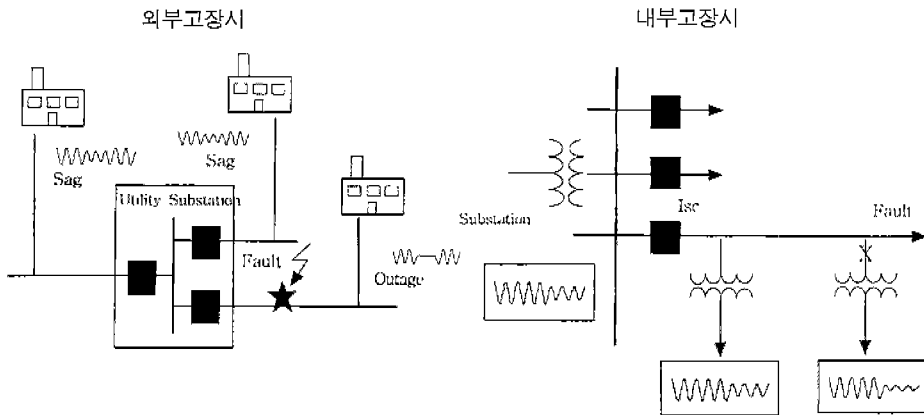 외부고장시
내부고장시
Sag
Sag
Utility Substation
Fault
Outage
Substation
Isc
Fault